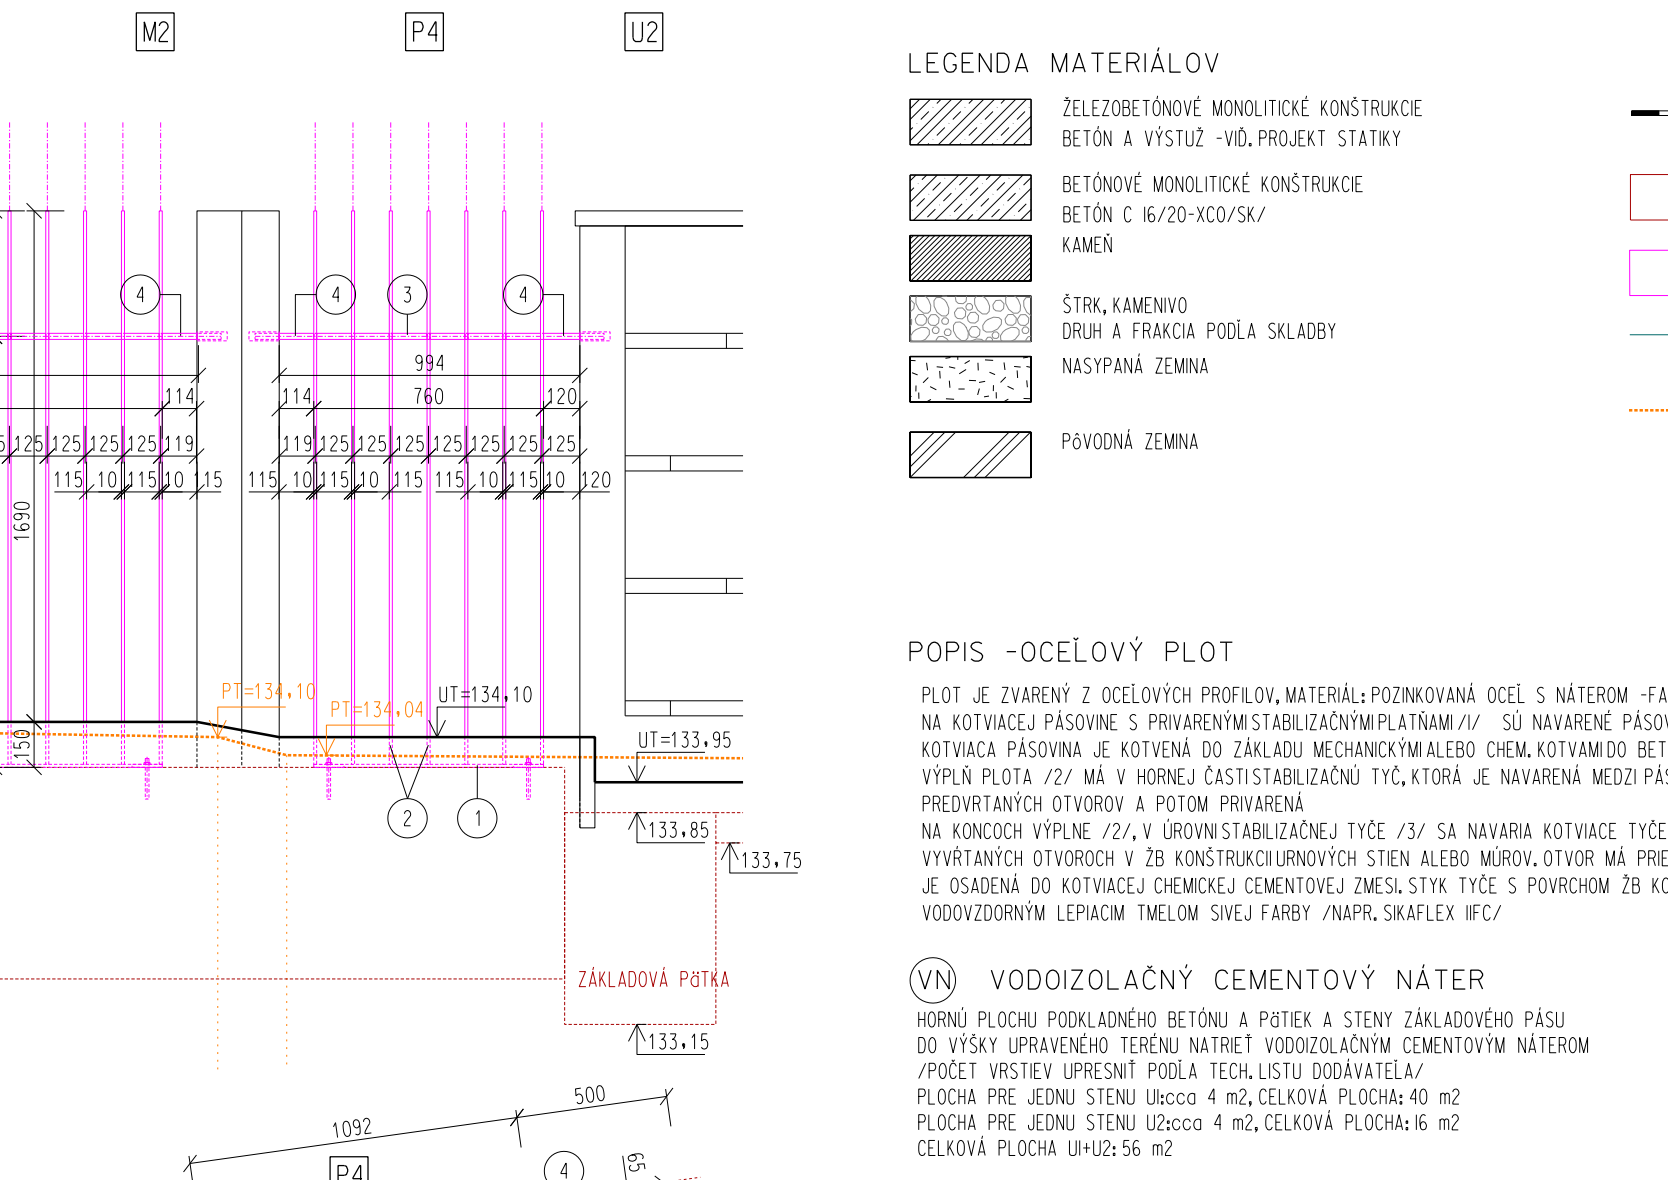 M2
P4
U2
4
4
3
4
994
114
114
760
120
125
125
125
125
119
119
125
125
125
125
125
125
125
115
10
115
10
115
115
10
115
10
115
115
10
115
10
120
1690
150
PT=134,10
PT=134,04
UT=134,10
UT=133,95
2
1
133,85
133,75
ZÁKLADOVÁ PäTKA
133,15
1092
500
P4
4
65
LEGENDA MATERIÁLOV
ŽELEZOBETÓNOVÉ MONOLITICKÉ KONŠTRUKCIE
BETÓN A VÝSTUŽ -VIĎ. PROJEKT STATIKY
BETÓNOVÉ MONOLITICKÉ KONŠTRUKCIE
BETÓN C 16/20-XC0/SK/
KAMEŇ
ŠTRK, KAMENIVO
DRUH A FRAKCIA PODĽA SKLADBY
NASYPANÁ ZEMINA
PôVODNÁ ZEMINA
POPIS -OCEĽOVÝ PLOT
PLOT JE ZVARENÝ Z OCEĽOVÝCH PROFILOV, MATERIÁL: POZINKOVANÁ OCEĽ S NÁTEROM -FA
NA KOTVIACEJ PÁSOVINE S PRIVARENÝMI STABILIZAČNÝMI PLATŇAMI /1/ SÚ NAVARENÉ PÁSOV
KOTVIACA PÁSOVINA JE KOTVENÁ DO ZÁKLADU MECHANICKÝMI ALEBO CHEM. KOTVAMI DO BET
VÝPLŇ PLOTA /2/ MÁ V HORNEJ ČASTI STABILIZAČNÚ TYČ, KTORÁ JE NAVARENÁ MEDZI PÁS
PREDVRTANÝCH OTVOROV A POTOM PRIVARENÁ
NA KONCOCH VÝPLNE /2/, V ÚROVNI STABILIZAČNEJ TYČE /3/ SA NAVARIA KOTVIACE TYČE
VYVŔTANÝCH OTVOROCH V ŽB KONŠTRUKCII URNOVÝCH STIEN ALEBO MÚROV. OTVOR MÁ PRIE
JE OSADENÁ DO KOTVIACEJ CHEMICKEJ CEMENTOVEJ ZMESI. STYK TYČE S POVRCHOM ŽB KO
VODOVZDORNÝM LEPIACIM TMELOM SIVEJ FARBY /NAPR. SIKAFLEX 11FC/
VN VODOIZOLAČNÝ CEMENTOVÝ NÁTER
HORNÚ PLOCHU PODKLADNÉHO BETÓNU A PäTIEK A STENY ZÁKLADOVÉHO PÁSU
DO VÝŠKY UPRAVENÉHO TERÉNU NATRIEŤ VODOIZOLAČNÝM CEMENTOVÝM NÁTEROM
/POČET VRSTIEV UPRESNIŤ PODĽA TECH. LISTU DODÁVATEĽA/
PLOCHA PRE JEDNU STENU U1:cca 4 m2, CELKOVÁ PLOCHA: 40 m2
PLOCHA PRE JEDNU STENU U2:cca 4 m2, CELKOVÁ PLOCHA: 16 m2
CELKOVÁ PLOCHA U1+U2: 56 m2